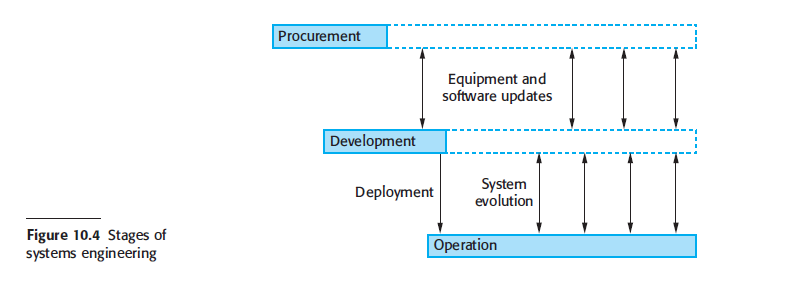 Procurement
Equipment and
software updates
Development
Deployment
System
evolution
Operation
Figure 10.4 Stages of
systems engineering